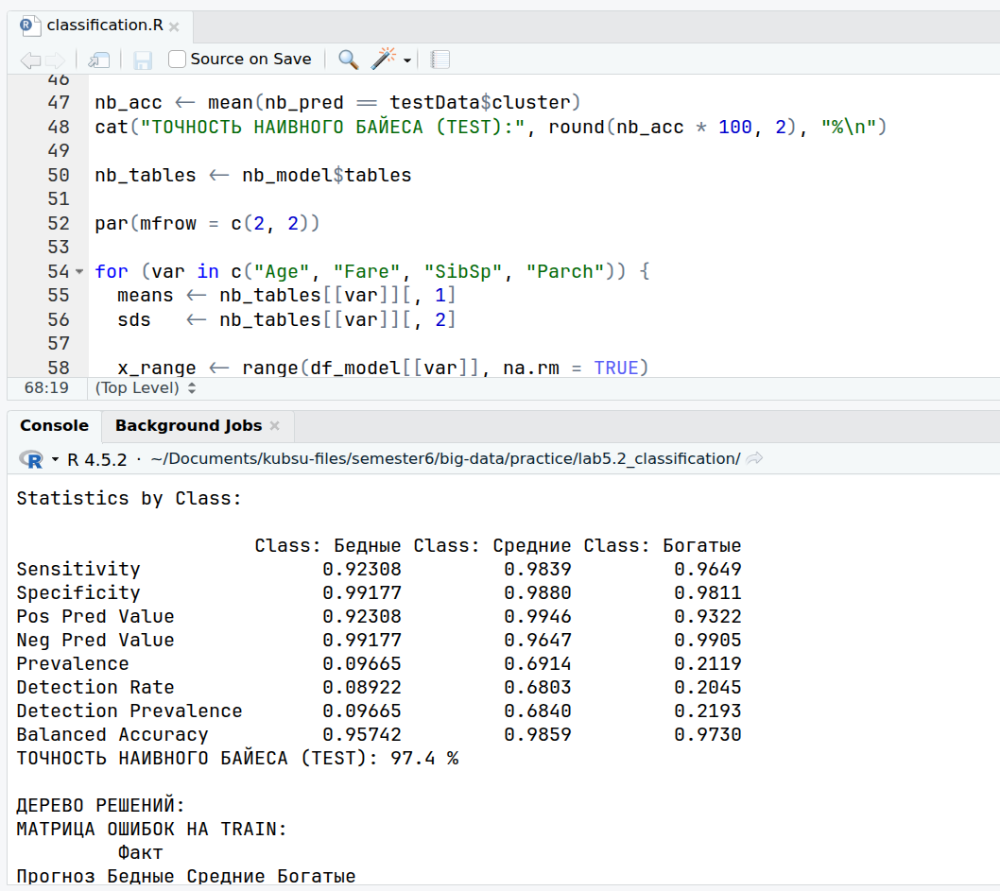 classification.R
Source on Save
46
47 nb_acc <- mean(nb_pred == testData$cluster)
48 cat("ТОЧНОСТЬ НАИВНОГО БАЙЕСА (TEST):", round(nb_acc * 100, 2), "%\n")
49
50 nb_tables <- nb_model$tables
51
52 par(mfrow = c(2, 2))
53
54 for (var in c("Age", "Fare", "SibSp", "Parch")) {
55 means <- nb_tables[[var]][, 1]
56 sds <- nb_tables[[var]][, 2]
57
58 x_range <- range(df_model[[var]], na.rm = TRUE)
68:19 (Top Level)
Console Background Jobs
R 4.5.2 · ~/Documents/kubsu-files/semester6/big-data/practice/lab5.2_classification/
Statistics by Class:
Class: Бедные Class: Средние Class: Богатые
Sensitivity 0.92308 0.9839 0.9649
Specificity 0.99177 0.9880 0.9811
Pos Pred Value 0.92308 0.9946 0.9322
Neg Pred Value 0.99177 0.9647 0.9905
Prevalence 0.09665 0.6914 0.2119
Detection Rate 0.08922 0.6803 0.2045
Detection Prevalence 0.09665 0.6840 0.2193
Balanced Accuracy 0.95742 0.9859 0.9730
ТОЧНОСТЬ НАИВНОГО БАЙЕСА (TEST): 97.4 %
ДЕРЕВО РЕШЕНИЙ:
МАТРИЦА ОШИБОК НА TRAIN:
Факт
Прогноз Бедные Средние Богатые